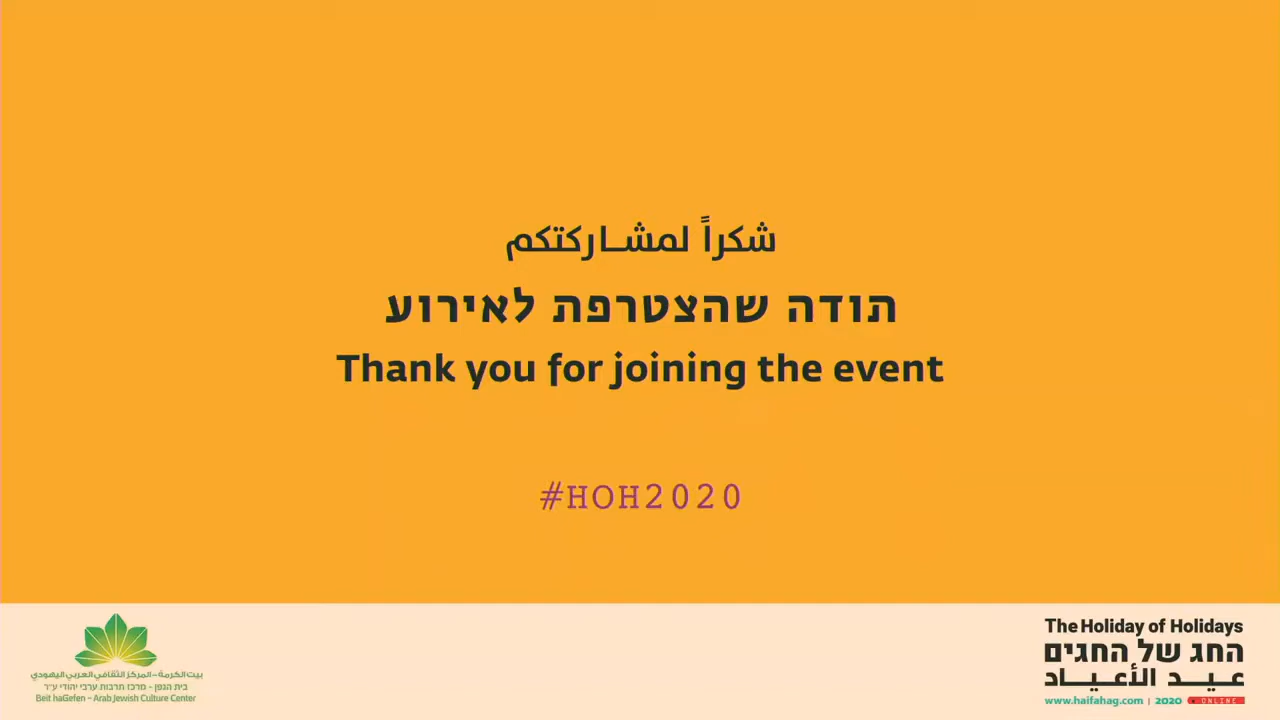 شكراً لمشاركتكم
תודה שהצטרפת לאירוע
Thank you for joining the event
#HOH2020
بيت الكرمة - المركز الثقافي العربي اليهودي
בית הגפן - מרכז תרבות ערבי יהודי ע״ר
Beit haGefen – Arab Jewish Culture Center
The Holiday of Holidays
החג של החגים
عيد الأعياد
www.haifahag.com | 2020 ONLINE